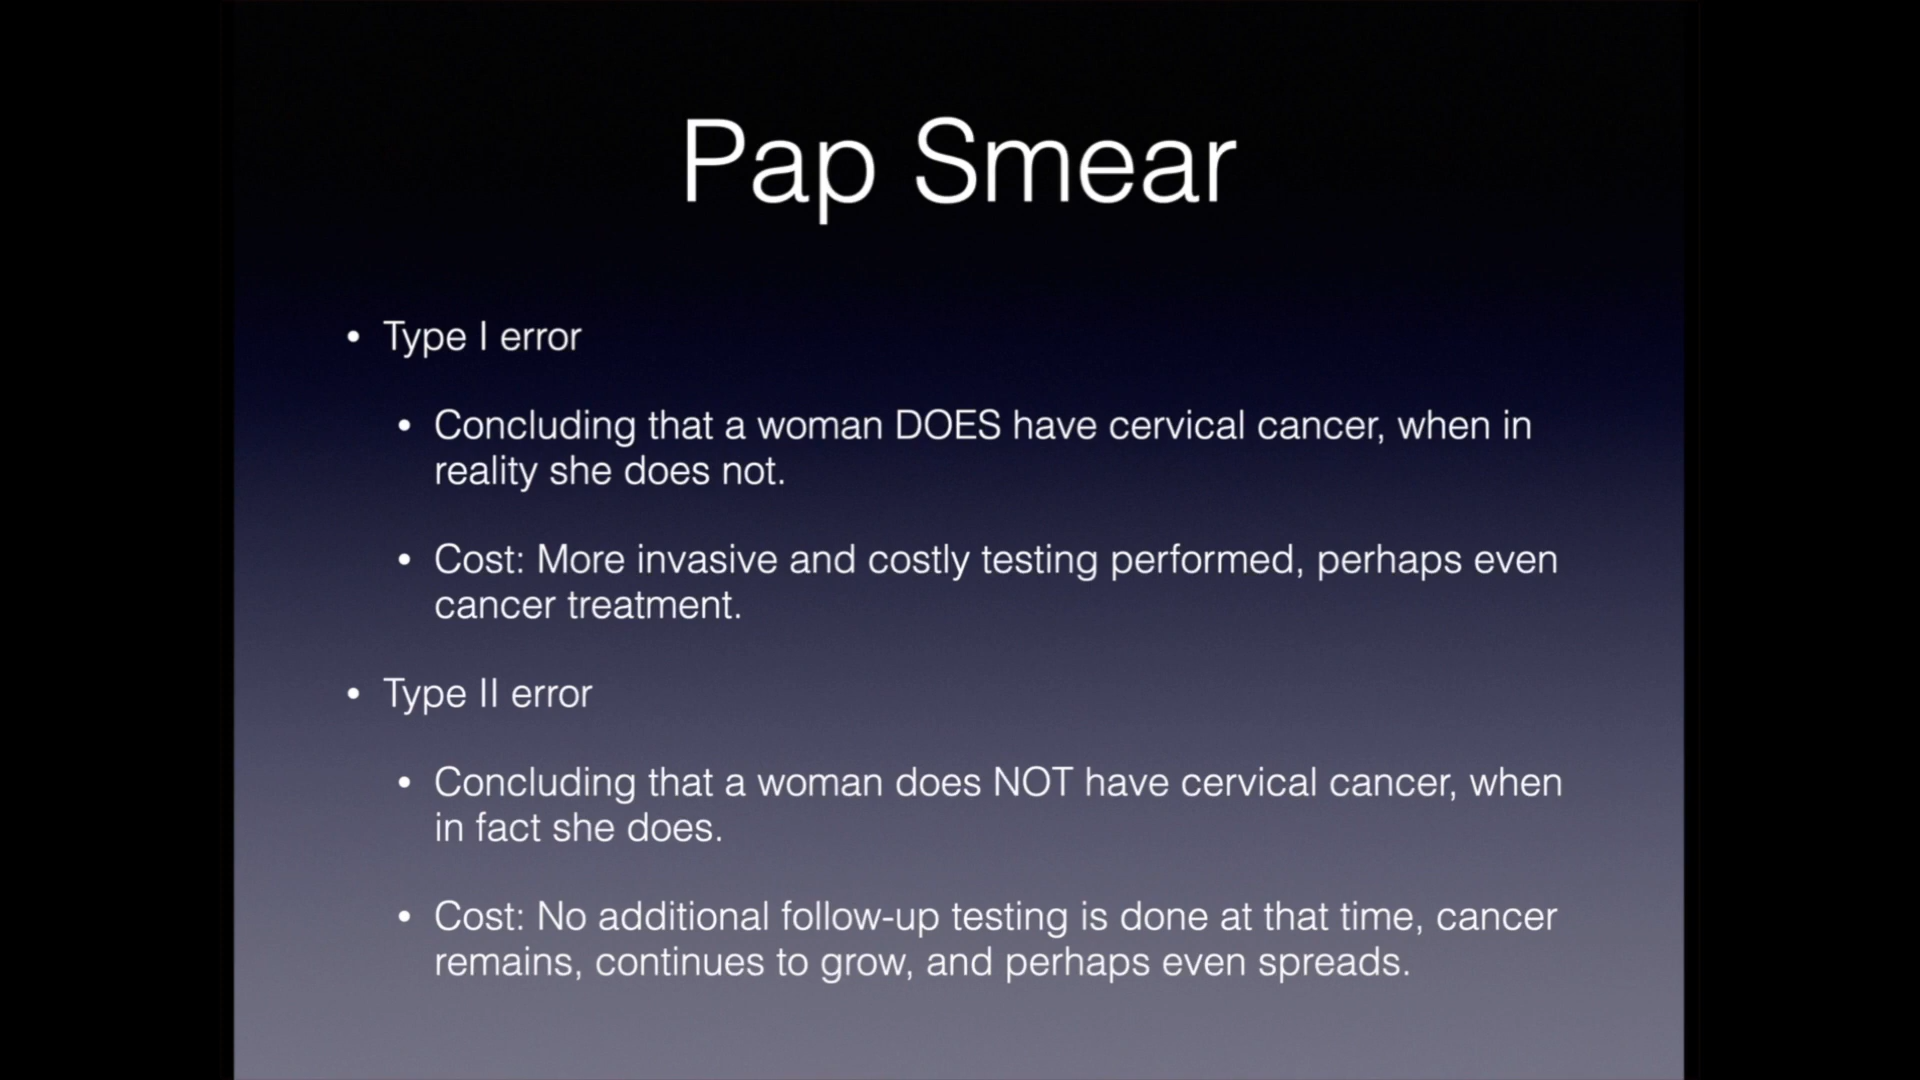 Pap Smear
• Type I error
• Concluding that a woman DOES have cervical cancer, when in
reality she does not.
• Cost: More invasive and costly testing performed, perhaps even
cancer treatment.
• Type II error
• Concluding that a woman does NOT have cervical cancer, when
in fact she does.
• Cost: No additional follow-up testing is done at that time, cancer
remains, continues to grow, and perhaps even spreads.